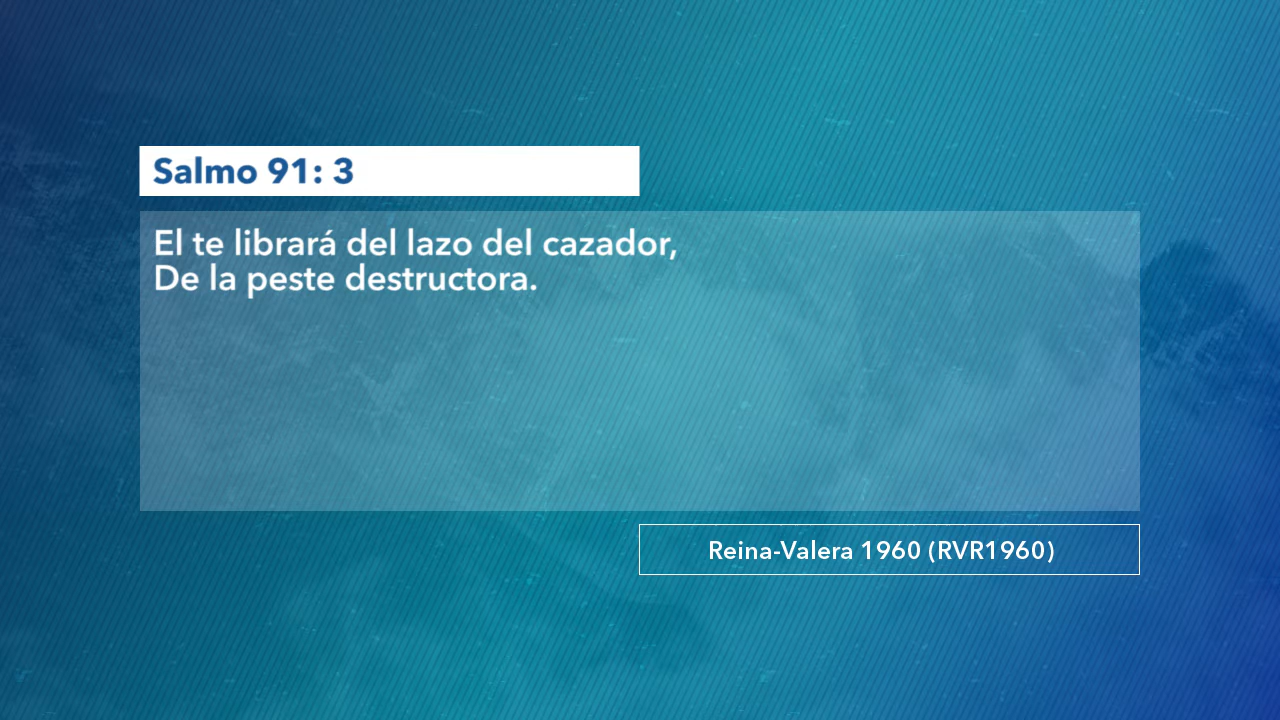 Salmo 91: 3
El te librará del lazo del cazador,
De la peste destructora.
Reina-Valera 1960 (RVR1960)